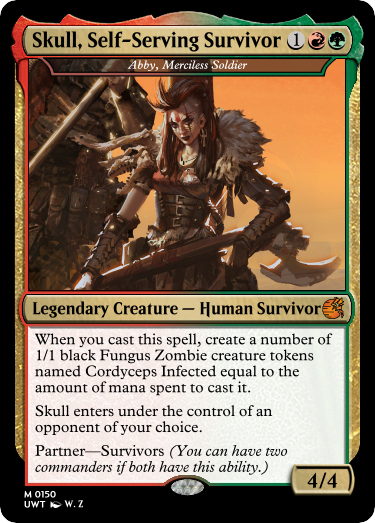 Skull, Self-Serving Survivor 1
Abby, Merciless Soldier
Legendary Creature — Human Survivor
When you cast this spell, create a number of
1/1 black Fungus Zombie creature tokens
named Cordyceps Infected equal to the
amount of mana spent to cast it.
Skull enters under the control of an
opponent of your choice.
Partner—Survivors (You can have two
commanders if both have this ability.)
4/4
M 0150
UWT W. Z